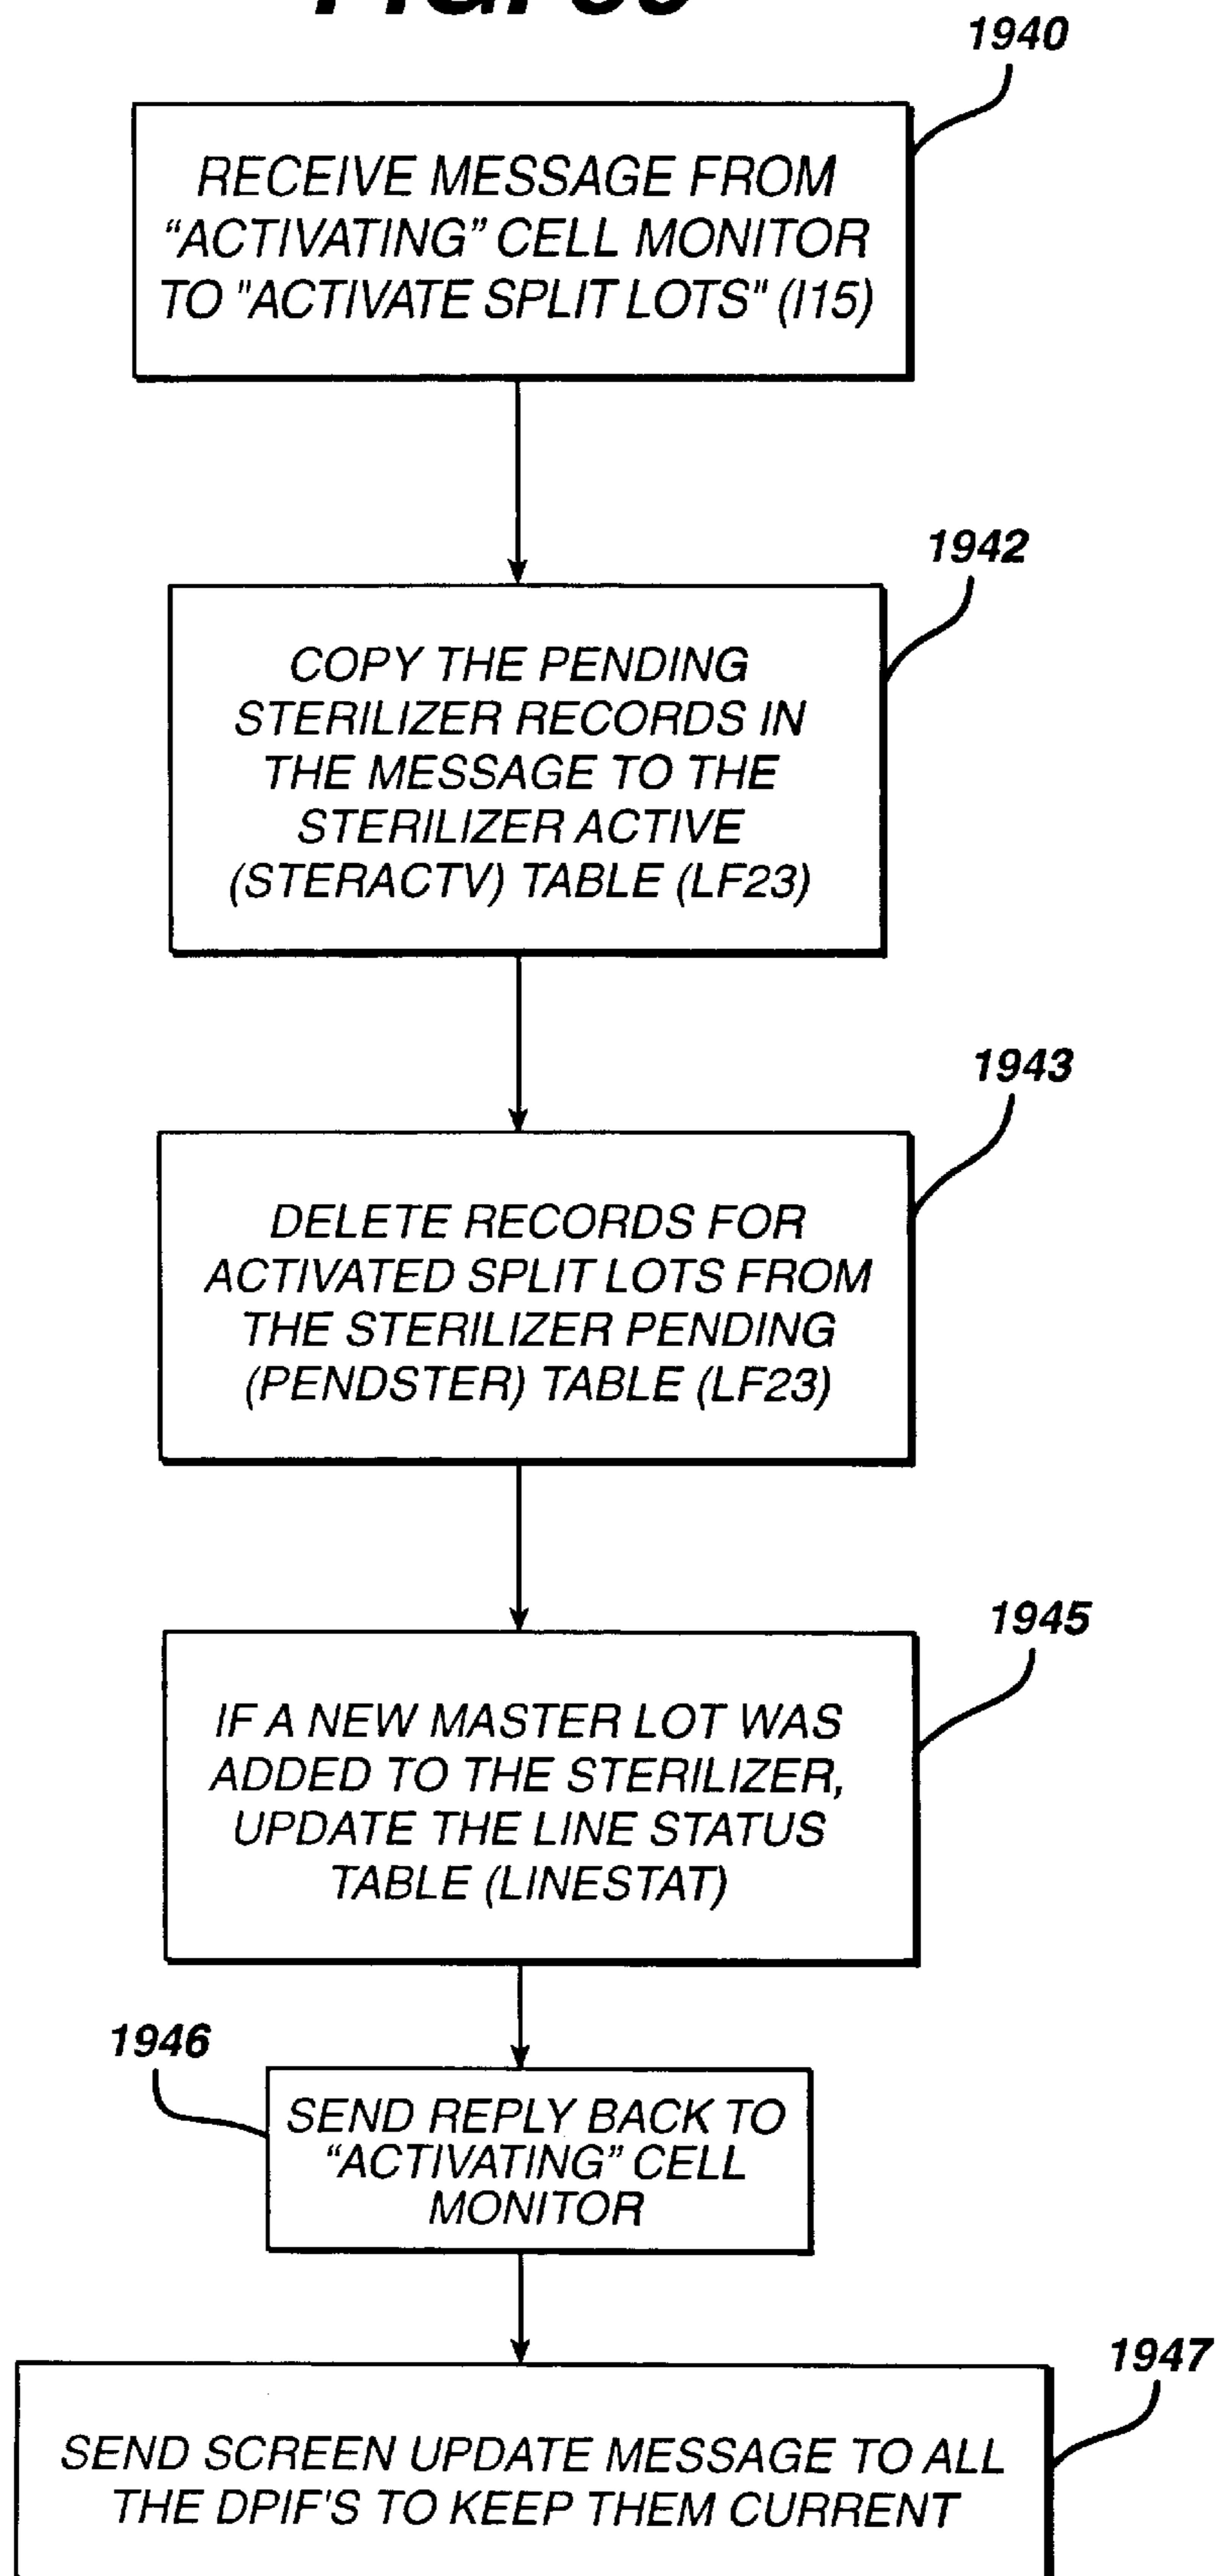 1940
RECEIVE MESSAGE FROM
“ACTIVATING” CELL MONITOR
TO "ACTIVATE SPLIT LOTS" (I15)
1942
COPY THE PENDING
STERILIZER RECORDS IN
THE MESSAGE TO THE
STERILIZER ACTIVE
(STERACTV) TABLE (LF23)
1943
DELETE RECORDS FOR
ACTIVATED SPLIT LOTS FROM
THE STERILIZER PENDING
(PENDSTER) TABLE (LF23)
1945
IF A NEW MASTER LOT WAS
ADDED TO THE STERILIZER,
UPDATE THE LINE STATUS
TABLE (LINESTAT)
1946
SEND REPLY BACK TO
“ACTIVATING” CELL
MONITOR
1947
SEND SCREEN UPDATE MESSAGE TO ALL
THE DPIF'S TO KEEP THEM CURRENT